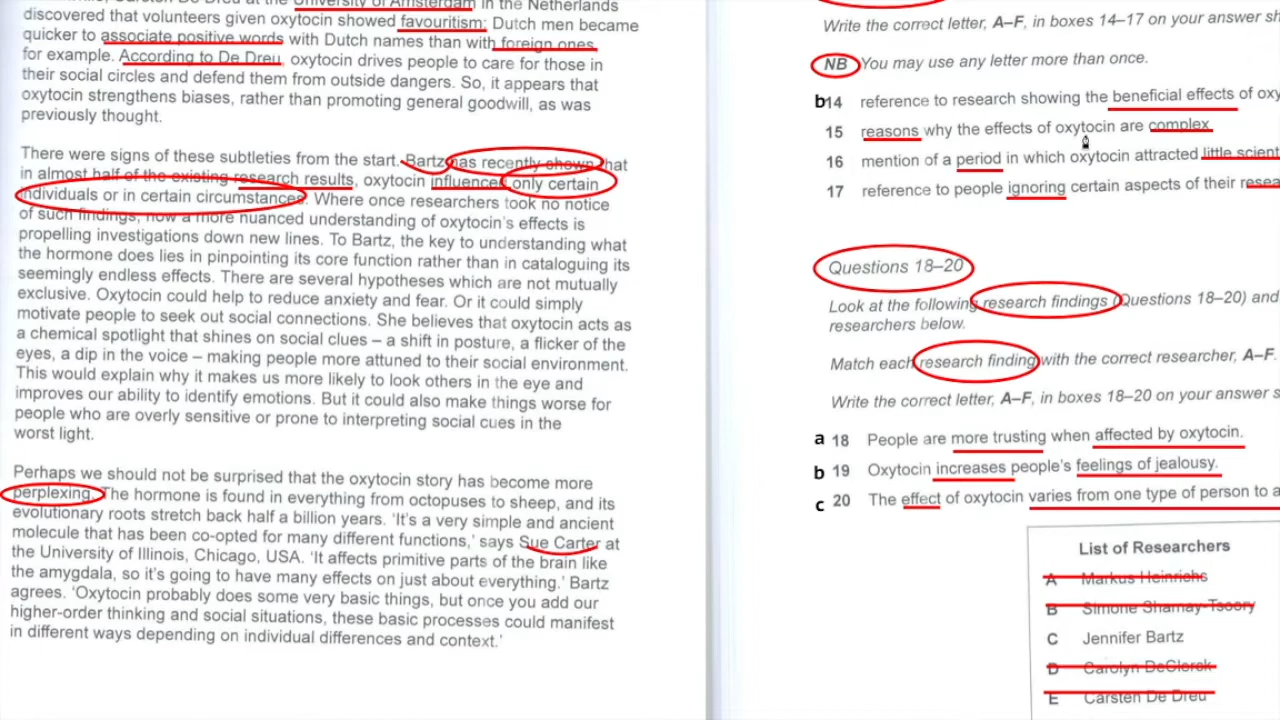 University of Amsterdam in the Netherlands
discovered that volunteers given oxytocin showed favouritism: Dutch men became
quicker to associate positive words with Dutch names than with foreign ones,
for example. According to De Dreu, oxytocin drives people to care for those in
their social circles and defend them from outside dangers. So, it appears that
oxytocin strengthens biases, rather than promoting general goodwill, as was
previously thought.
There were signs of these subtleties from the start. Bartz has recently shown that
in almost half of the existing research results, oxytocin influenced only certain
individuals or in certain circumstances. Where once researchers took no notice
of such findings, now a more nuanced understanding of oxytocin's effects is
propelling investigations down new lines. To Bartz, the key to understanding what
the hormone does lies in pinpointing its core function rather than in cataloguing its
seemingly endless effects. There are several hypotheses which are not mutually
exclusive. Oxytocin could help to reduce anxiety and fear. Or it could simply
motivate people to seek out social connections. She believes that oxytocin acts as
a chemical spotlight that shines on social clues – a shift in posture, a flicker of the
eyes, a dip in the voice – making people more attuned to their social environment.
This would explain why it makes us more likely to look others in the eye and
improves our ability to identify emotions. But it could also make things worse for
people who are overly sensitive or prone to interpreting social cues in the
worst light.
Perhaps we should not be surprised that the oxytocin story has become more
perplexing. The hormone is found in everything from octopuses to sheep, and its
evolutionary roots stretch back half a billion years. 'It's a very simple and ancient
molecule that has been co-opted for many different functions,' says Sue Carter at
the University of Illinois, Chicago, USA. 'It affects primitive parts of the brain like
the amygdala, so it's going to have many effects on just about everything.' Bartz
agrees. 'Oxytocin probably does some very basic things, but once you add our
higher-order thinking and social situations, these basic processes could manifest
in different ways depending on individual differences and context.'
Write the correct letter, A–F, in boxes 14–17 on your answer sh
NB You may use any letter more than once.
b14 reference to research showing the beneficial effects of oxy
15 reasons why the effects of oxytocin are complex
16 mention of a period in which oxytocin attracted little scient
17 reference to people ignoring certain aspects of their resea
Questions 18–20
Look at the following research findings (Questions 18–20) and
researchers below.
Match each research finding with the correct researcher, A–F.
Write the correct letter, A–F, in boxes 18–20 on your answer s
a 18 People are more trusting when affected by oxytocin.
b 19 Oxytocin increases people's feelings of jealousy.
c 20 The effect of oxytocin varies from one type of person to a
List of Researchers
A Markus Heinrichs
B Simone Shamay-Tsoory
C Jennifer Bartz
D Carolyn DeClerck
E Carsten De Dreu